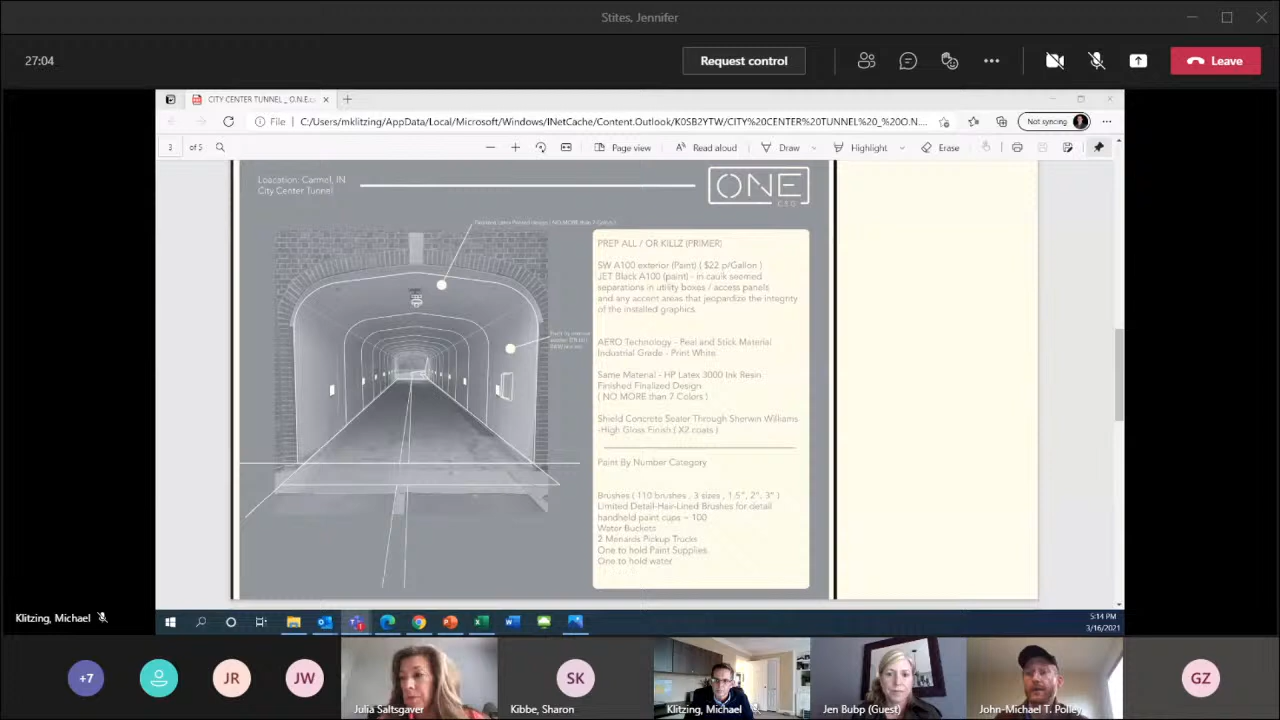 Stites, Jennifer
27:04
Request control
Leave
CITY CENTER TUNNEL _ O.N.E.c
File
C:/Users/mklitzing/AppData/Local/Microsoft/Windows/INetCache/Content.Outlook/K0SB2YTW/CITY%20CENTER%20TUNNEL%20_%20O.N....
Not syncing
3 of 5
Page view
Read aloud
Draw
Highlight
Erase
Loacation: Carmel, IN
City Center Tunnel
ONE
CEO
(NO MORE than 7 Colors)
PREP ALL / OR KILLZ (PRIMER)
SW A100 exterior (Paint) ( $22 p/Gallon )
JET Black A100 (paint) - in caulk seemed
separations in utility boxes / access panels
and any accent areas that jeopardize the integrity
of the installed graphics.
AERO Technology - Peal and Stick Material
Industrial Grade - Print White
Same Material - HP Latex 3000 Ink Resin
Finished Finalized Design
( NO MORE than 7 Colors )
Shield Concrete Sealer Through Sherwin Williams
-High Gloss Finish ( X2 coats )
Paint By Number Category
Brushes ( 110 brushes , 3 sizes , 1.5", 2", 3" )
Limited Detail-Hair-Lined Brushes for detail
handheld paint cups ~ 100
Water Buckets
2 Menards Pickup Trucks
One to hold Paint Supplies
One to hold water
Klitzing, Michael
5:14 PM
3/16/2021
+7
JR
JW
Julia Saltsgaver
SK
Kibbe, Sharon
Klitzing, Michael
Jen Bubp (Guest)
John-Michael T. Polley
GZ